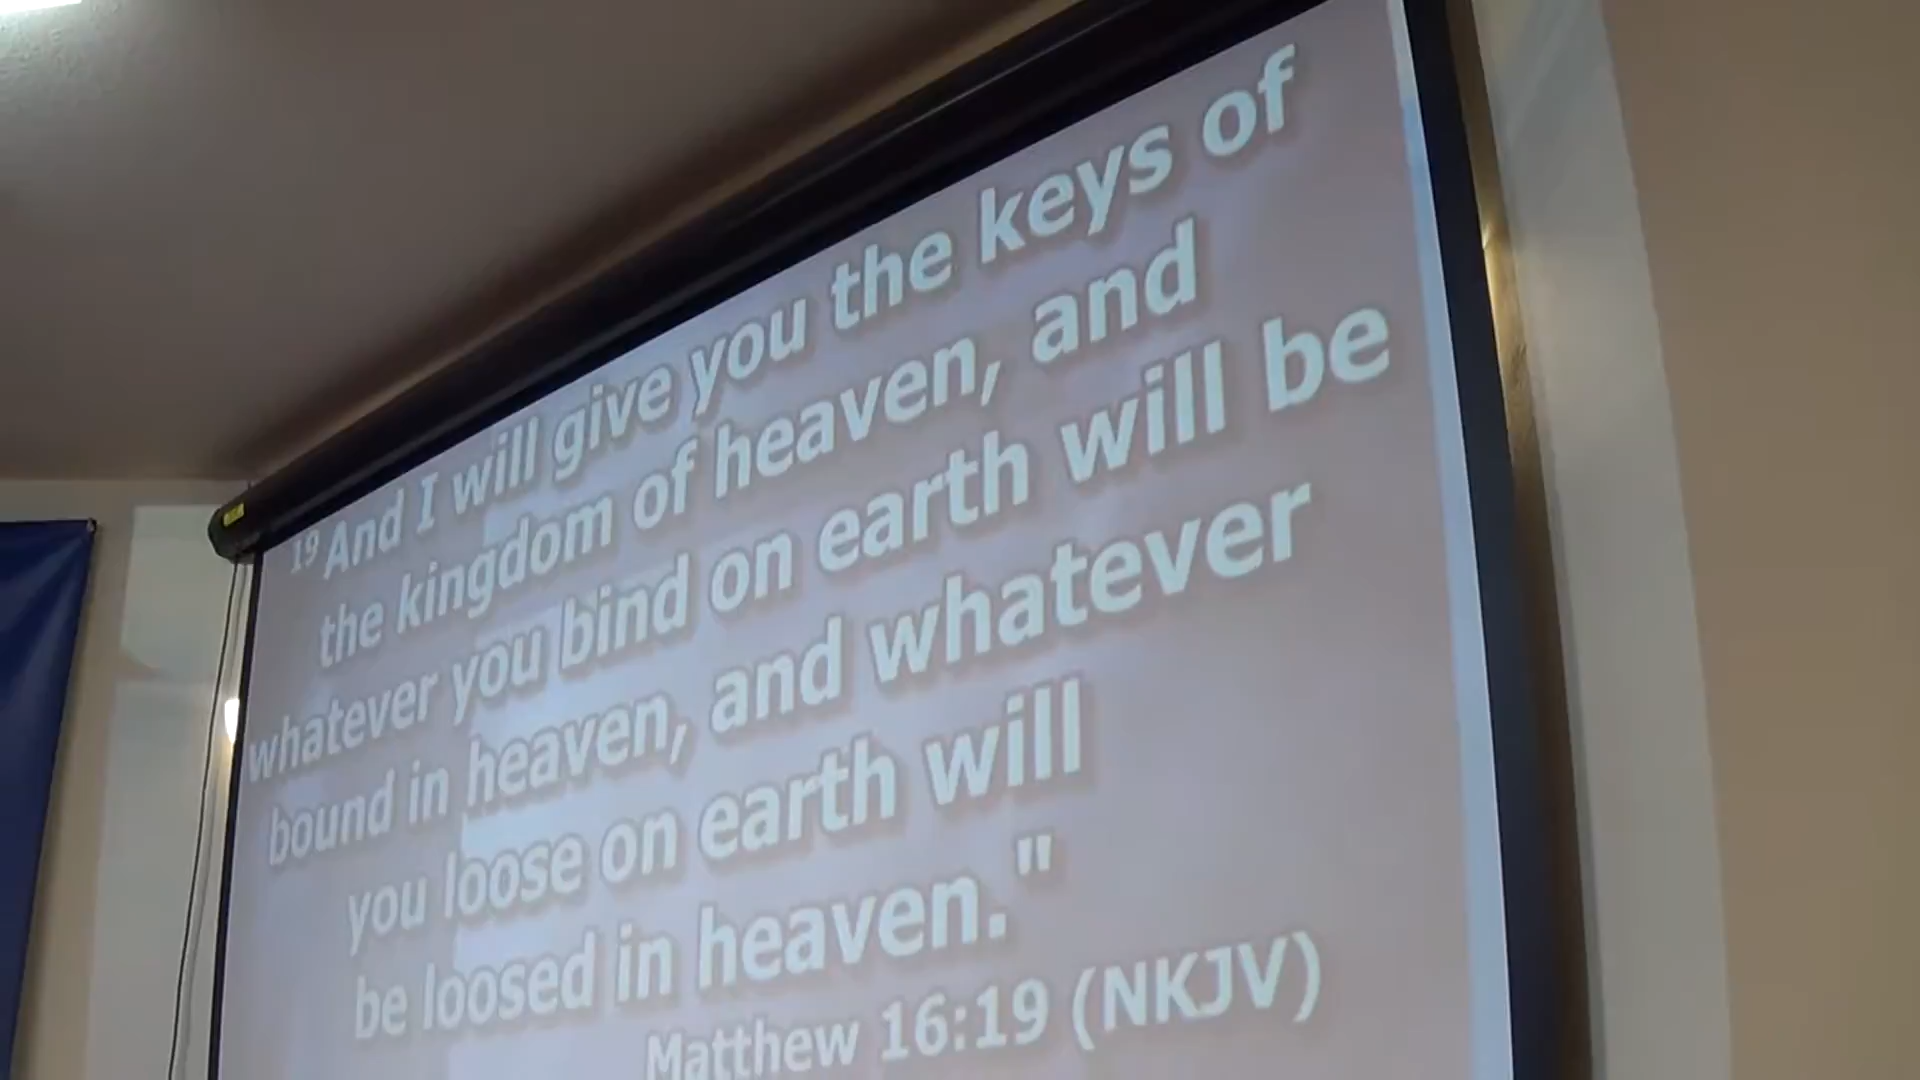 19 And I will give you the keys of
the kingdom of heaven, and
whatever you bind on earth will be
bound in heaven, and whatever
you loose on earth will
be loosed in heaven."
Matthew 16:19 (NKJV)